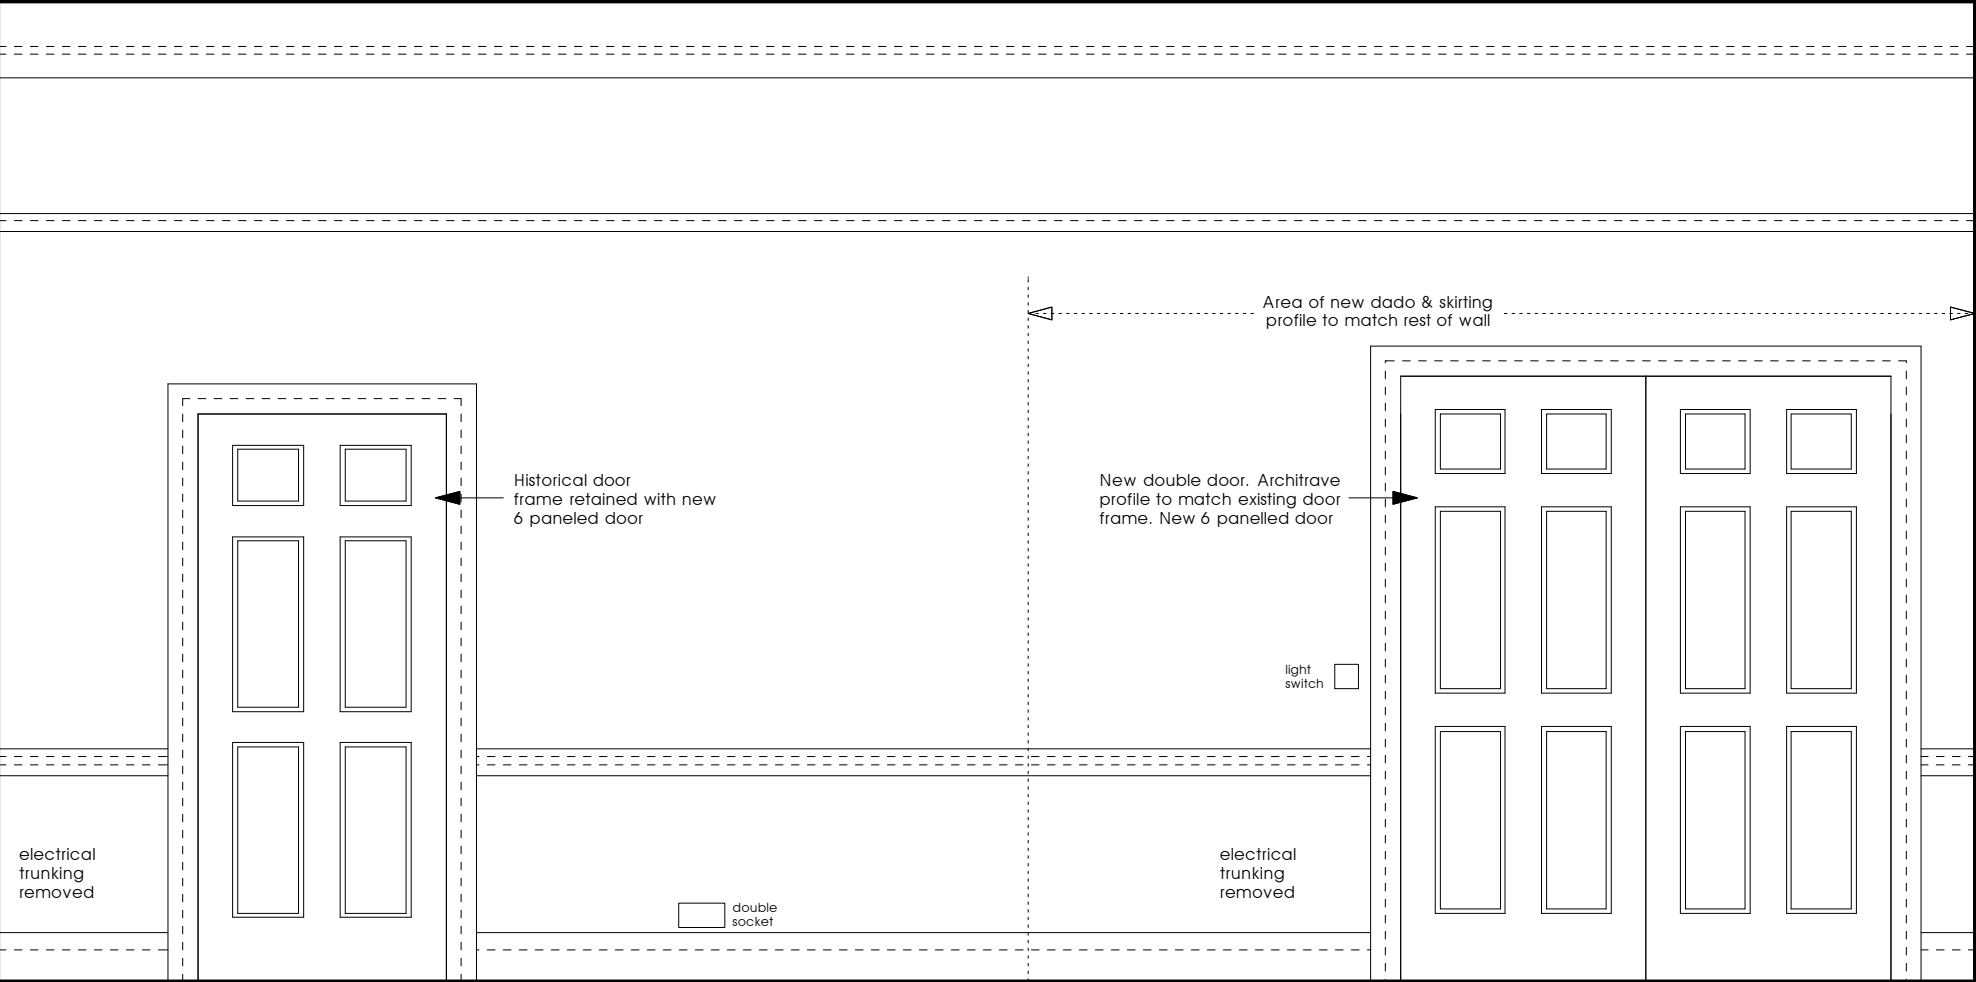 Area of new dado & skirting
profile to match rest of wall
Historical door
frame retained with new
6 paneled door
New double door. Architrave
profile to match existing door
frame. New 6 panelled door
light
switch
electrical
trunking
removed
double
socket
electrical
trunking
removed